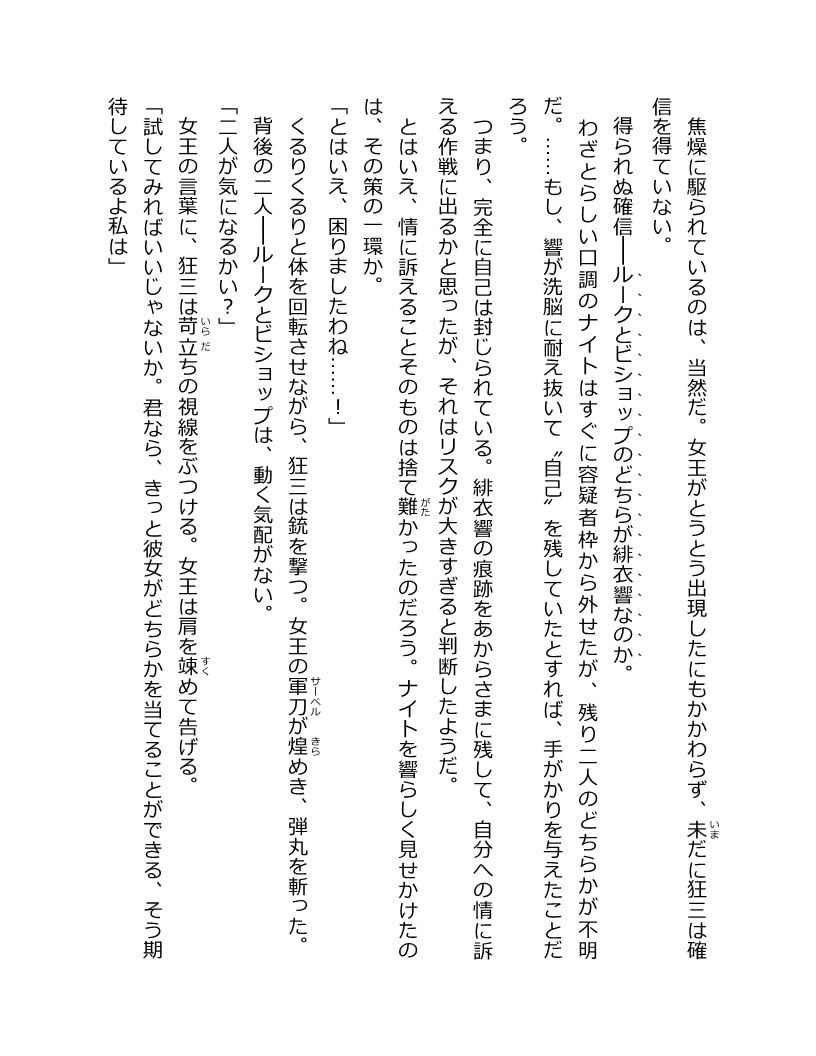 焦燥に駆られているのは、当然だ。女王がとうとう出現したにもかかわらず、未だに狂三は確
信を得ていない。
得られぬ確信――ルークとビショップのどちらが緋衣響なのか。
わざとらしい口調のナイトはすぐに容疑者枠から外せたが、残り二人のどちらかが不明
だ。……もし、響が洗脳に耐え抜いて〝自己〟を残していたとすれば、手がかりを与えたことだ
ろう。
つまり、完全に自己は封じられている。緋衣響の痕跡をあからさまに残して、自分への情に訴
える作戦に出るかと思ったが、それはリスクが大きすぎると判断したようだ。
とはいえ、情に訴えることそのものは捨て難かったのだろう。ナイトを響らしく見せかけたの
は、その策の一環か。
「とはいえ、困りましたわね……！」
くるりくるりと体を回転させながら、狂三は銃を撃つ。女王の軍刀が煌めき、弾丸を斬った。
背後の二人――ルークとビショップは、動く気配がない。
「二人が気になるかい？」
女王の言葉に、狂三は苛立ちの視線をぶつける。女王は肩を竦めて告げる。
「試してみればいいじゃないか。君なら、きっと彼女がどちらかを当てることができる、そう期
待しているよ私は」